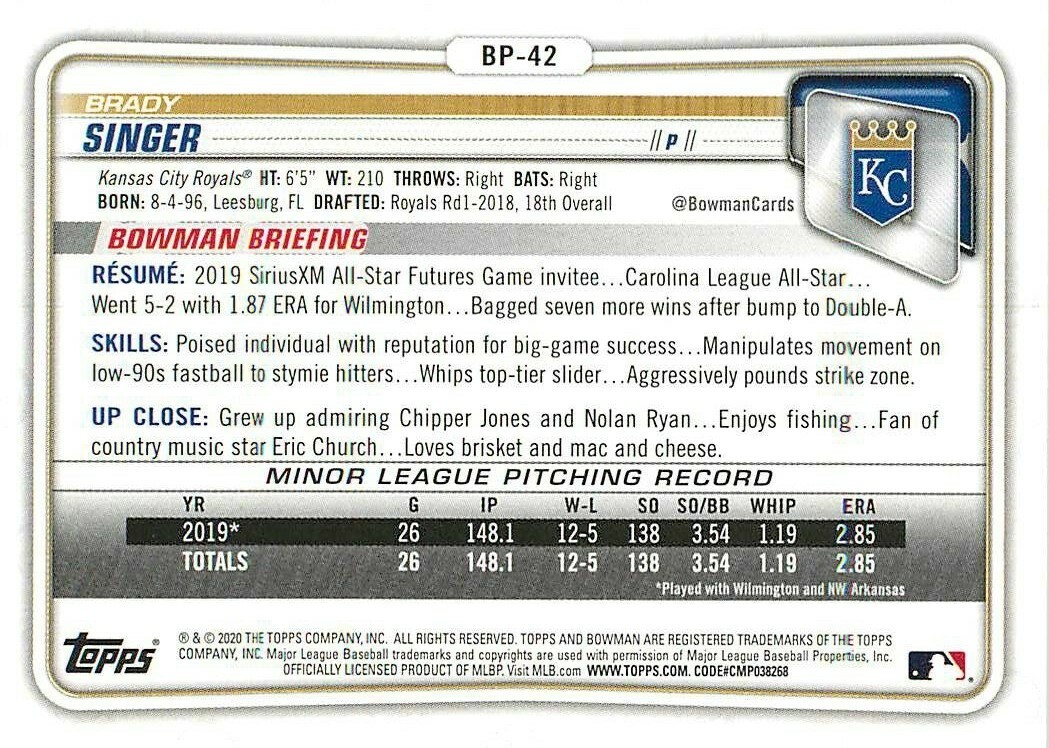 BP-42
BRADY
SINGER // P //
Kansas City Royals® HT: 6'5" WT: 210 THROWS: Right BATS: Right
BORN: 8-4-96, Leesburg, FL DRAFTED: Royals Rd1-2018, 18th Overall @BowmanCards
KC
BOWMAN BRIEFING
RÉSUMÉ: 2019 SiriusXM All-Star Futures Game invitee...Carolina League All-Star...
Went 5-2 with 1.87 ERA for Wilmington...Bagged seven more wins after bump to Double-A.
SKILLS: Poised individual with reputation for big-game success...Manipulates movement on
low-90s fastball to stymie hitters...Whips top-tier slider...Aggressively pounds strike zone.
UP CLOSE: Grew up admiring Chipper Jones and Nolan Ryan...Enjoys fishing...Fan of
country music star Eric Church...Loves brisket and mac and cheese.
MINOR LEAGUE PITCHING RECORD
YR G IP W-L SO SO/BB WHIP ERA
2019* 26 148.1 12-5 138 3.54 1.19 2.85
TOTALS 26 148.1 12-5 138 3.54 1.19 2.85
*Played with Wilmington and NW Arkansas
topps®
® & © 2020 THE TOPPS COMPANY, INC. ALL RIGHTS RESERVED. TOPPS AND BOWMAN ARE REGISTERED TRADEMARKS OF THE TOPPS
COMPANY, INC. Major League Baseball trademarks and copyrights are used with permission of Major League Baseball Properties, Inc.
OFFICIALLY LICENSED PRODUCT OF MLBP. Visit MLB.com WWW.TOPPS.COM. CODE#CMP038268